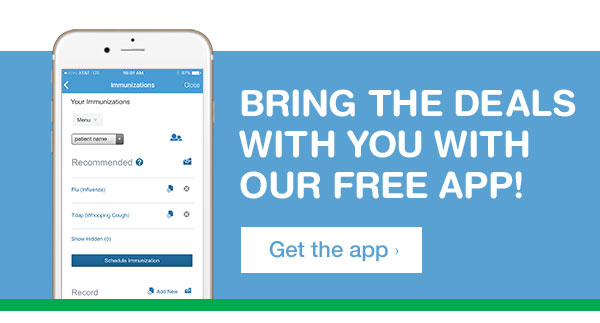 AT&T LTE 10:01 AM 87%
Immunizations Close
Your Immunizations
Menu
patient name
Recommended ?
Flu (Influenza)
Tdap (Whooping Cough)
Show Hidden (0)
Schedule Immunization
Record Add New
BRING THE DEALS
WITH YOU WITH
OUR FREE APP!
Get the app ›